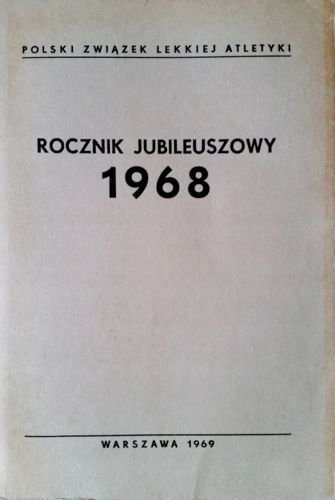 POLSKI ZWIĄZEK LEKKIEJ ATLETYKI
ROCZNIK JUBILEUSZOWY
1968
WARSZAWA 1969